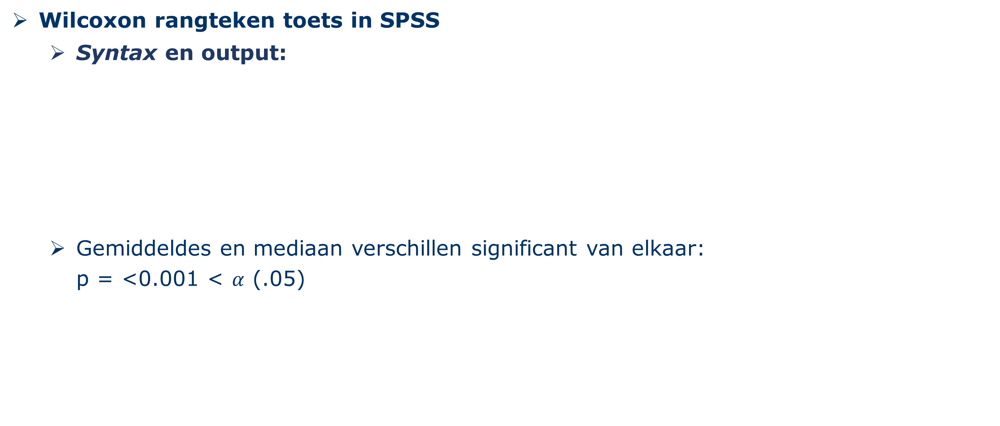 Wilcoxon rangteken toets in SPSS
Syntax en output:
Gemiddeldes en mediaan verschillen significant van elkaar:
p = <0.001 < α (.05)